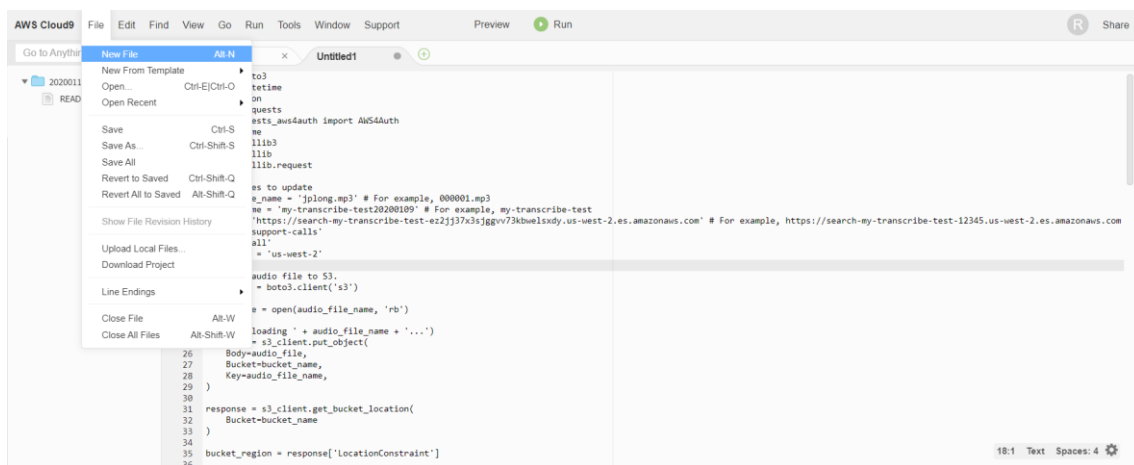 AWS Cloud9 File Edit Find View Go Run Tools Window Support Preview Run R Share
Go to Anythin
New File Alt-N
New From Template
Open... Ctrl-E|Ctrl-O
Open Recent
Save Ctrl-S
Save As... Ctrl-Shift-S
Save All
Revert to Saved Ctrl-Shift-Q
Revert All to Saved Alt-Shift-Q
Show File Revision History
Upload Local Files...
Download Project
Line Endings
Close File Alt-W
Close All Files Alt-Shift-W
Untitled1
2020011
READ
to3
tetime
on
quests
ests_aws4auth import AWS4Auth
me
llib3
llib
llib.request
es to update
e_name = 'jplong.mp3' # For example, 000001.mp3
me = 'my-transcribe-test20200109' # For example, my-transcribe-test
'https://search-my-transcribe-test-ez2jj37x3sjggvv73kbwelsxdy.us-west-2.es.amazonaws.com' # For example, https://search-my-transcribe-test-12345.us-west-2.es.amazonaws.com
support-calls'
all'
= 'us-west-2'
audio file to S3.
= boto3.client('s3')
e = open(audio_file_name, 'rb')
loading ' + audio_file_name + '...')
= s3_client.put_object(
26 Body=audio_file,
27 Bucket=bucket_name,
28 Key=audio_file_name,
29 )
30
31 response = s3_client.get_bucket_location(
32 Bucket=bucket_name
33 )
34
35 bucket_region = response['LocationConstraint']
36
18:1 Text Spaces: 4